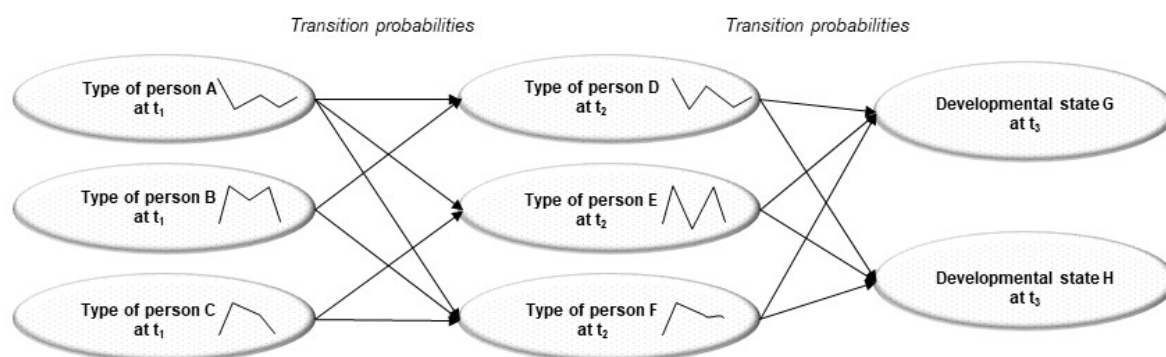 Transition probabilities
Transition probabilities
Type of person A
at t₁
Type of person D
at t₂
Developmental state G
at t₃
Type of person B
at t₁
Type of person E
at t₂
Developmental state H
at t₃
Type of person C
at t₁
Type of person F
at t₂